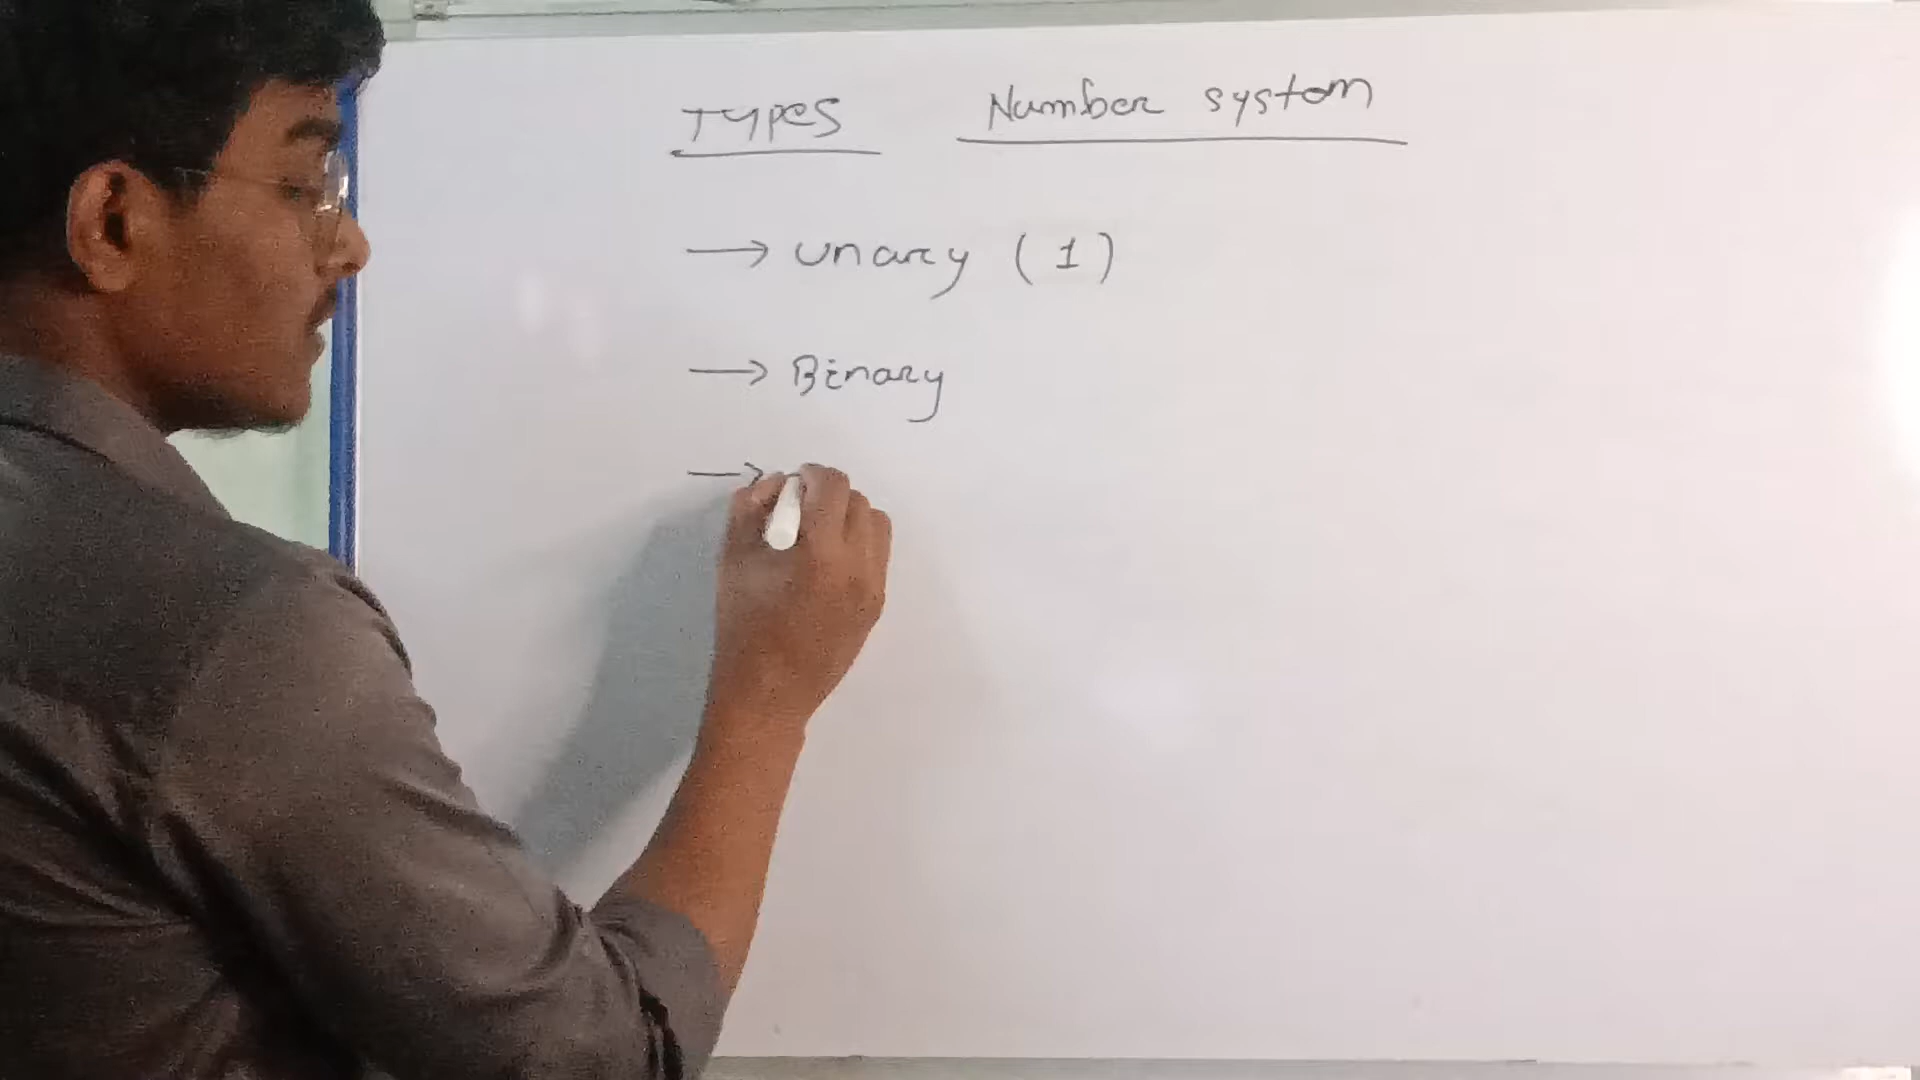 TYPES Number system
→ unary (1)
→ Binary
→